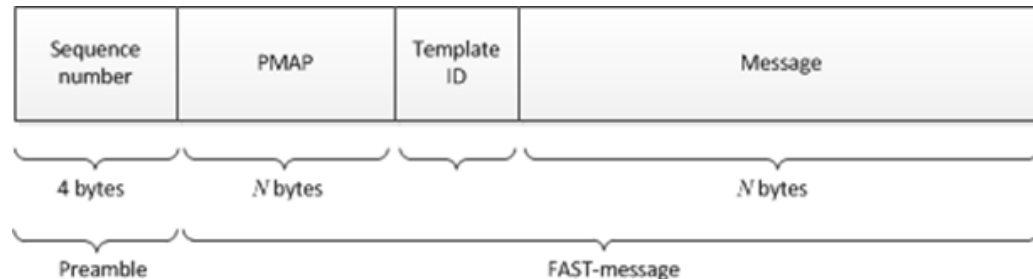 Sequence
number
PMAP
Template
ID
Message
4 bytes
N bytes
N bytes
Preamble
FAST-message